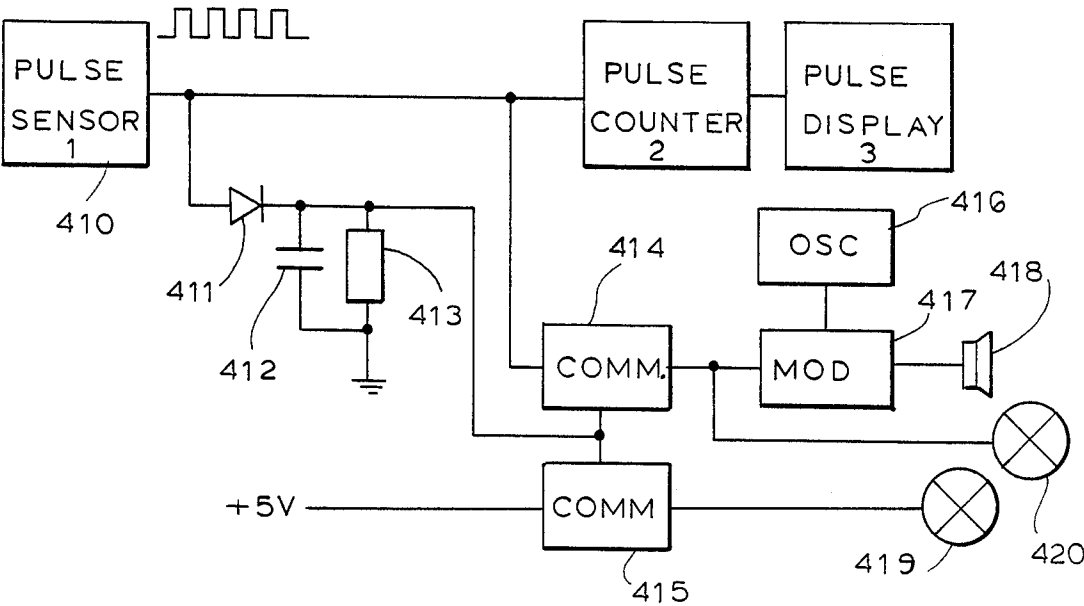 PULSE
SENSOR
1
410
PULSE
COUNTER
2
PULSE
DISPLAY
3
411
412
413
414
COMM.
OSC
416
MOD
417
418
+5V
COMM
415
419
420